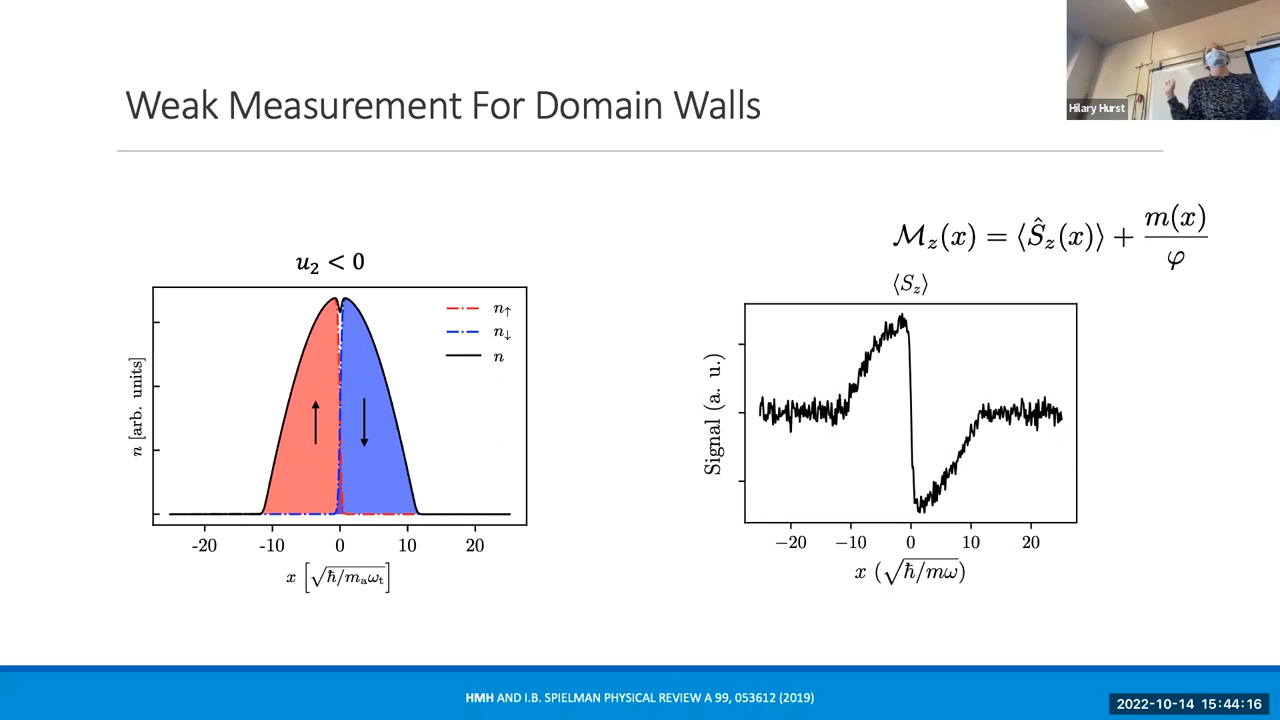 Hilary Hurst
Weak Measurement For Domain Walls
u₂ < 0
n↑
n↓
n
n [arb. units]
-20 -10 0 10 20
x [√ħ/mₐωₜ]
ℳ_z(x) = ⟨Ŝ_z(x)⟩ + m(x)/φ
⟨S_z⟩
Signal (a. u.)
−20 −10 0 10 20
x (√ħ/mω)
HMH AND I.B. SPIELMAN PHYSICAL REVIEW A 99, 053612 (2019)
2022-10-14 15:44:16